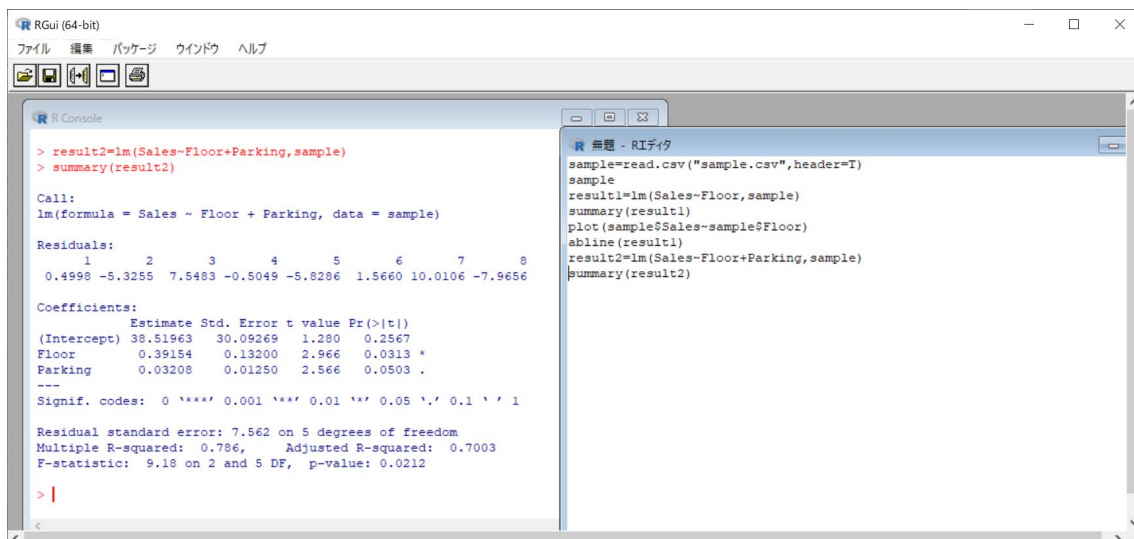 RGui (64-bit)
ファイル 編集 パッケージ ウインドウ ヘルプ
R Console
> result2=lm(Sales~Floor+Parking,sample)
> summary(result2)
Call:
lm(formula = Sales ~ Floor + Parking, data = sample)
Residuals:
1 2 3 4 5 6 7 8
0.4998 -5.3255 7.5483 -0.5049 -5.8286 1.5660 10.0106 -7.9656
Coefficients:
Estimate Std. Error t value Pr(>|t|)
(Intercept) 38.51963 30.09269 1.280 0.2567
Floor 0.39154 0.13200 2.966 0.0313 *
Parking 0.03208 0.01250 2.566 0.0503 .
---
Signif. codes: 0 ‘***’ 0.001 ‘**’ 0.01 ‘*’ 0.05 ‘.’ 0.1 ‘ ’ 1
Residual standard error: 7.562 on 5 degrees of freedom
Multiple R-squared: 0.786, Adjusted R-squared: 0.7003
F-statistic: 9.18 on 2 and 5 DF, p-value: 0.0212
>
無題 - Rエディタ
sample=read.csv("sample.csv",header=T)
sample
result1=lm(Sales~Floor,sample)
summary(result1)
plot(sample$Sales~sample$Floor)
abline(result1)
result2=lm(Sales~Floor+Parking,sample)
summary(result2)